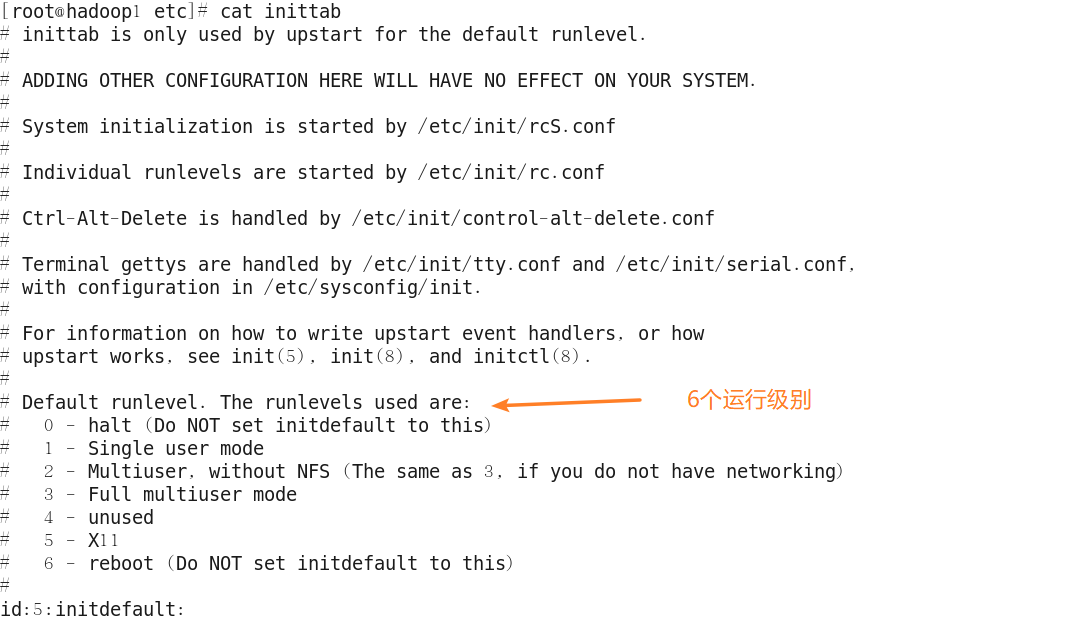 [root@hadoop1 etc]# cat inittab
# inittab is only used by upstart for the default runlevel.
#
# ADDING OTHER CONFIGURATION HERE WILL HAVE NO EFFECT ON YOUR SYSTEM.
#
# System initialization is started by /etc/init/rcS.conf
#
# Individual runlevels are started by /etc/init/rc.conf
#
# Ctrl-Alt-Delete is handled by /etc/init/control-alt-delete.conf
#
# Terminal gettys are handled by /etc/init/tty.conf and /etc/init/serial.conf,
# with configuration in /etc/sysconfig/init.
#
# For information on how to write upstart event handlers, or how
# upstart works, see init(5), init(8), and initctl(8).
#
# Default runlevel. The runlevels used are:
6个运行级别
#   0 - halt (Do NOT set initdefault to this)
#   1 - Single user mode
#   2 - Multiuser, without NFS (The same as 3, if you do not have networking)
#   3 - Full multiuser mode
#   4 - unused
#   5 - X11
#   6 - reboot (Do NOT set initdefault to this)
#
id:5:initdefault: